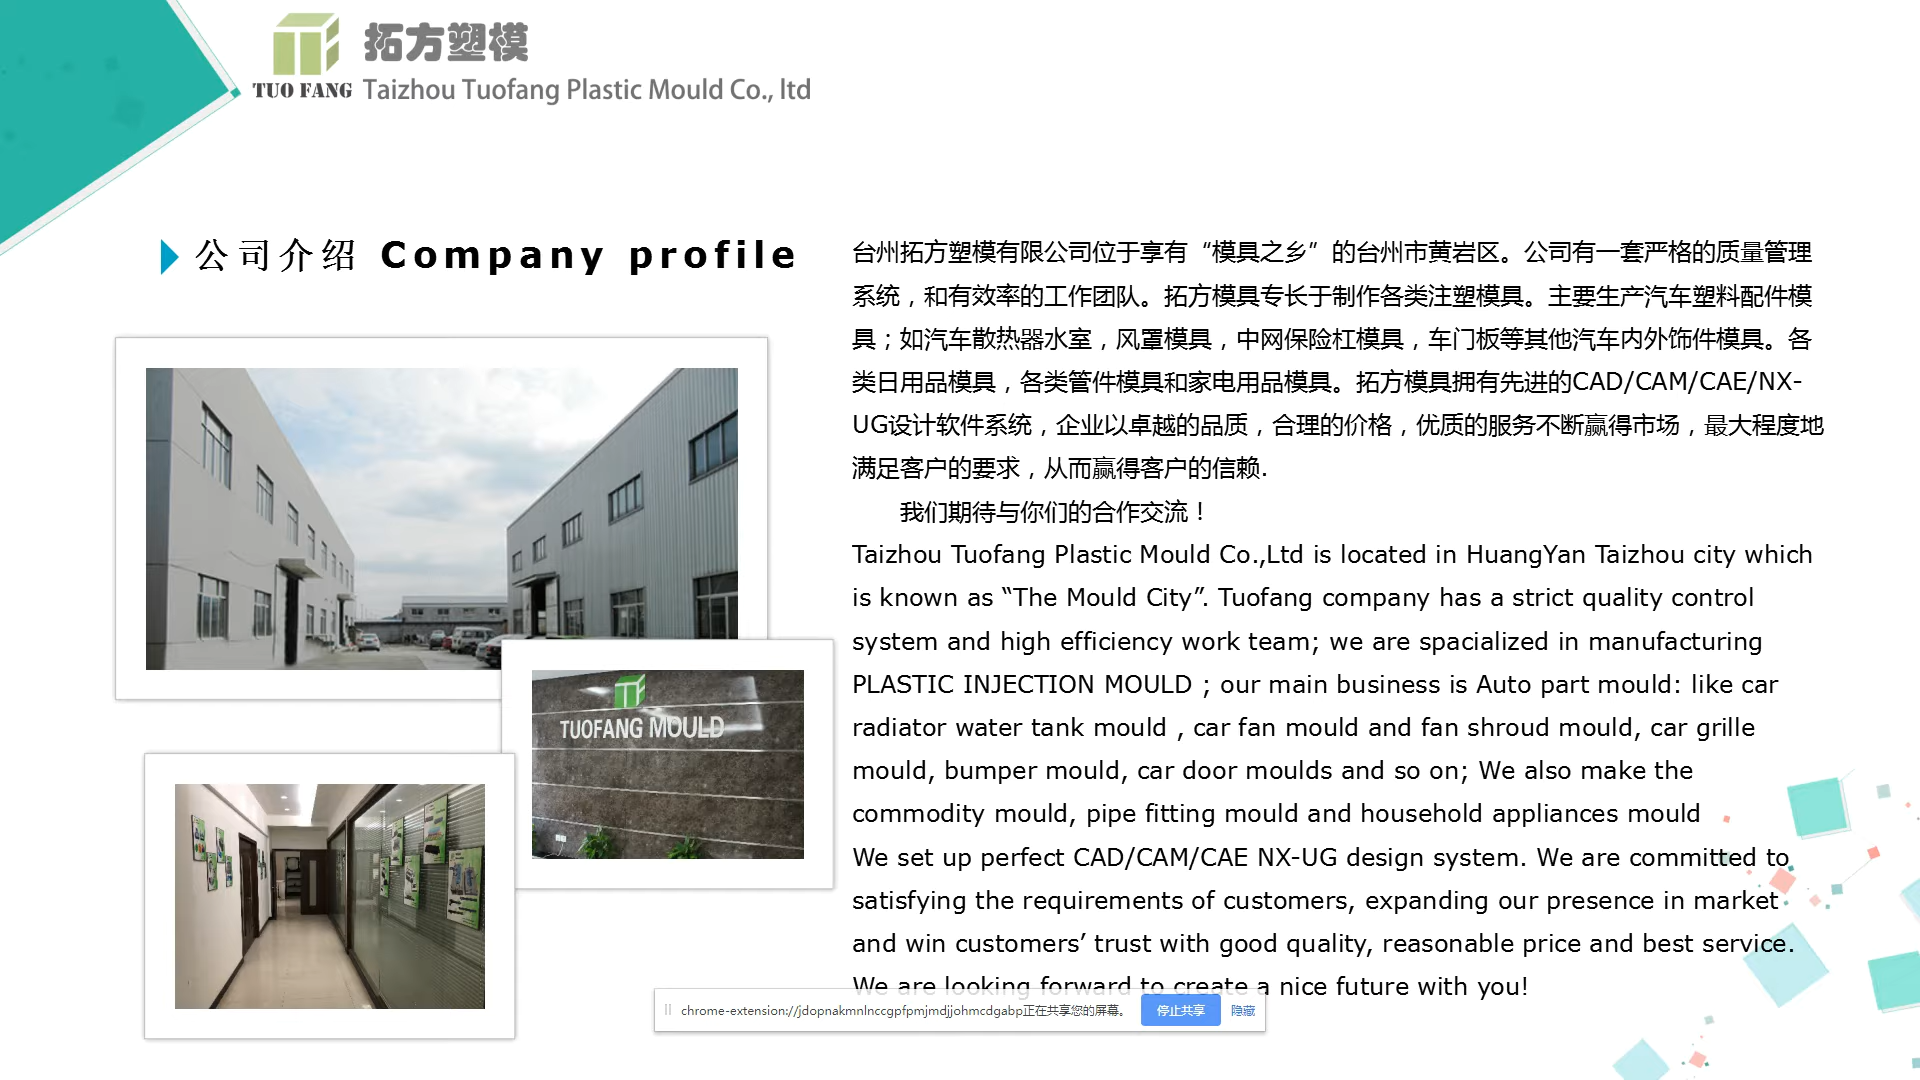 拓方塑模
TUO FANG Taizhou Tuofang Plastic Mould Co., ltd
公司介绍 Company profile
台州拓方塑模有限公司位于享有“模具之乡”的台州市黄岩区。公司有一套严格的质量管理
系统，和有效率的工作团队。拓方模具专长于制作各类注塑模具。主要生产汽车塑料配件模
具；如汽车散热器水室，风罩模具，中网保险杠模具，车门板等其他汽车内外饰件模具。各
类日用品模具，各类管件模具和家电用品模具。拓方模具拥有先进的CAD/CAM/CAE/NX-
UG设计软件系统，企业以卓越的品质，合理的价格，优质的服务不断赢得市场，最大程度地
满足客户的要求，从而赢得客户的信赖.
我们期待与你们的合作交流！
Taizhou Tuofang Plastic Mould Co.,Ltd is located in HuangYan Taizhou city which
is known as “The Mould City”. Tuofang company has a strict quality control
system and high efficiency work team; we are spacialized in manufacturing
PLASTIC INJECTION MOULD ; our main business is Auto part mould: like car
radiator water tank mould , car fan mould and fan shroud mould, car grille
mould, bumper mould, car door moulds and so on; We also make the
commodity mould, pipe fitting mould and household appliances mould
We set up perfect CAD/CAM/CAE NX-UG design system. We are committed to
satisfying the requirements of customers, expanding our presence in market
and win customers’ trust with good quality, reasonable price and best service.
We are looking forward to create a nice future with you!
TUOFANG MOULD
chrome-extension://jdopnakmnlnccgpfpmjmdjjohmcdgabp正在共享您的屏幕。 停止共享 隐藏